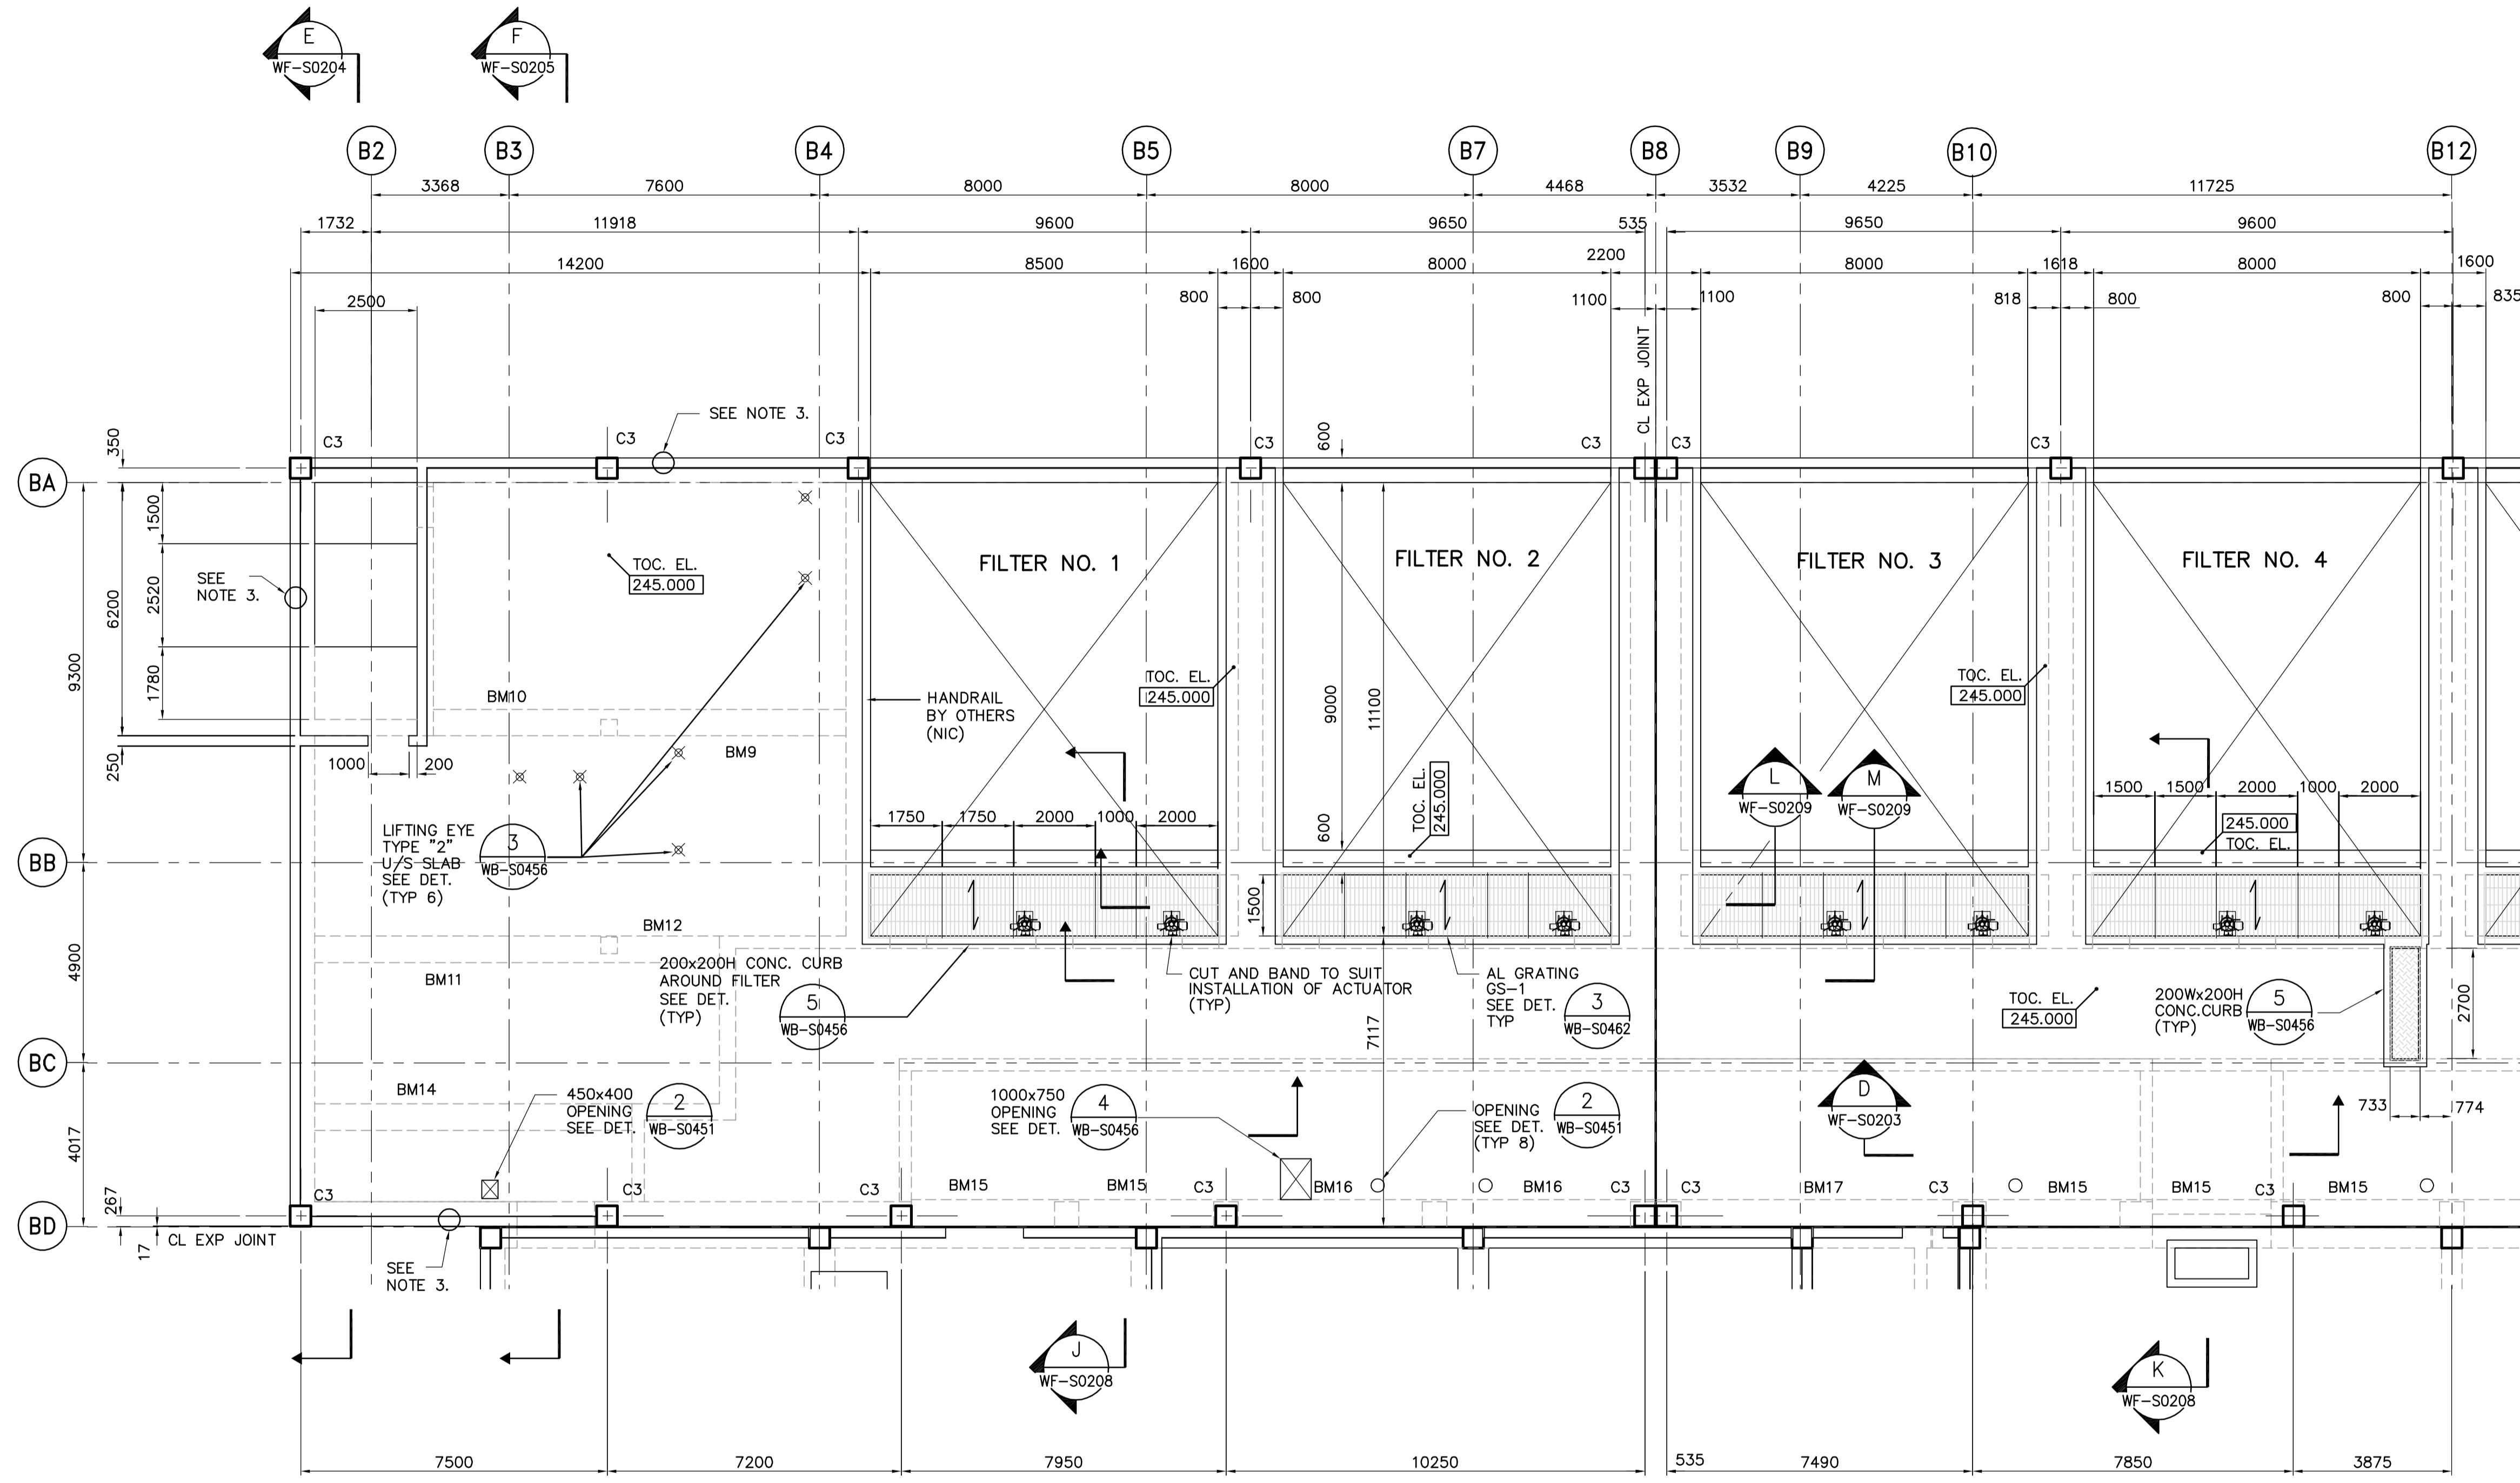 E
WF-S0204
F
WF-S0205
B2
B3
B4
B5
B7
B8
B9
B10
B12
3368
7600
8000
8000
4468
3532
4225
11725
1732
11918
9600
9650
535
9650
9600
14200
8500
1600
8000
2200
8000
1618
8000
1600
2500
800
800
1100
1100
818
800
800
835
CL EXP JOINT
SEE NOTE 3.
350
C3
C3
C3
600
C3
C3
C3
C3
BA
1500
2520
1780
6200
9300
250
SEE
NOTE 3.
TOC. EL.
245.000
FILTER NO. 1
FILTER NO. 2
FILTER NO. 3
FILTER NO. 4
BM10
BM9
1000
200
HANDRAIL
BY OTHERS
(NIC)
TOC. EL.
245.000
9000
11100
TOC. EL.
245.000
TOC. EL.
245.000
600
L
WF-S0209
M
WF-S0209
1750
1750
2000
1000
2000
1500
1500
2000
1000
2000
245.000
TOC. EL.
LIFTING EYE
TYPE "2"
U/S SLAB
SEE DET.
(TYP 6)
3
WB-S0456
BB
1500
4900
BM12
BM11
200x200H CONC. CURB
AROUND FILTER
SEE DET.
(TYP)
5
WB-S0456
CUT AND BAND TO SUIT
INSTALLATION OF ACTUATOR
(TYP)
AL GRATING
GS-1
SEE DET.
TYP
3
WB-S0462
7117
TOC. EL.
245.000
200Wx200H
CONC.CURB
(TYP)
5
WB-S0456
2700
BC
4017
BM14
450x400
OPENING
SEE DET.
2
WB-S0451
1000x750
OPENING
SEE DET.
4
WB-S0456
OPENING
SEE DET.
(TYP 8)
2
WB-S0451
D
WF-S0203
733
774
267
C3
C3
C3
BM15
BM15
C3
BM16
BM16
C3
C3
BM17
C3
BM15
BM15
C3
BM15
BD
17
CL EXP JOINT
SEE
NOTE 3.
J
WF-S0208
K
WF-S0208
7500
7200
7950
10250
535
7490
7850
3875